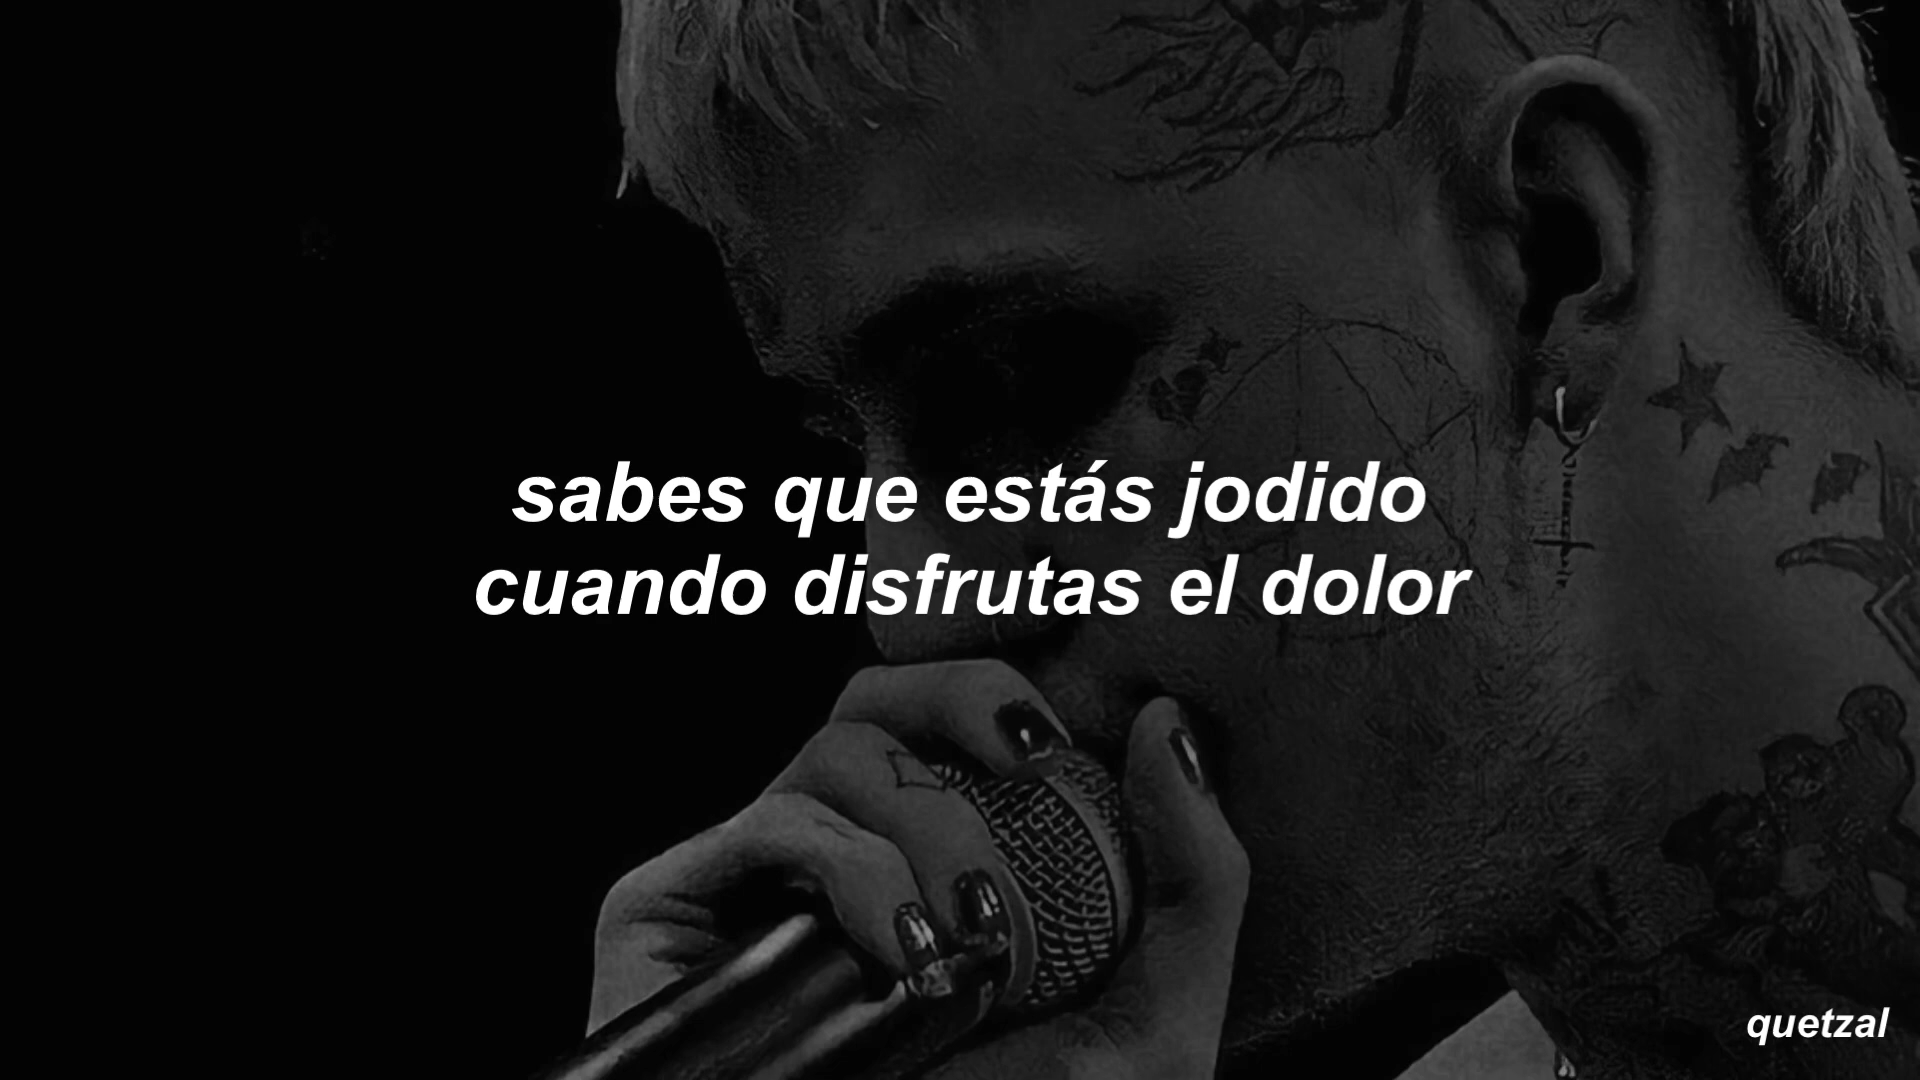 sabes que estás jodido
cuando disfrutas el dolor
quetzal